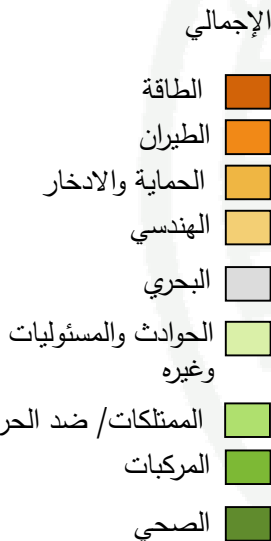 الإجمالي
الطاقة
الطيران
الحماية والادخار
الهندسي
البحري
الحوادث والمسئوليات
وغيره
الممتلكات/ ضد الحر
المركبات
الصحي